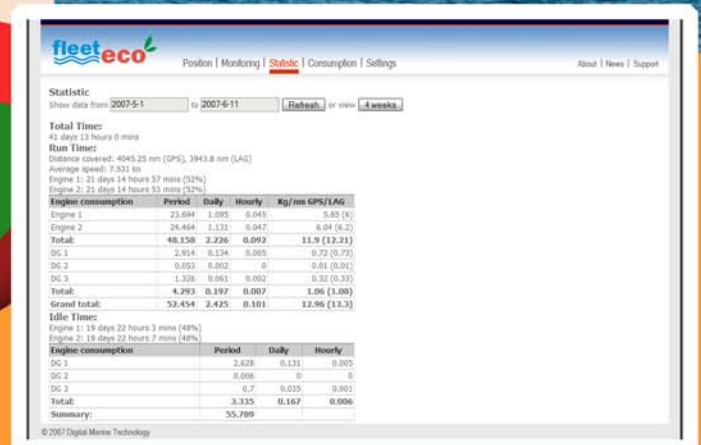 fleet eco
Position | Monitoring | Statistic | Consumption | Settings
About | News | Support
Statistic
Show data from 2007-5-1 to 2007-6-11 Refresh or view 4 weeks
Total Time:
41 days 13 hours 0 mins
Run Time:
Distance covered: 4045.25 nm (GPS), 3943.8 nm (LAG)
Average speed: 7.531 kn
Engine 1: 21 days 14 hours 57 mins (52%)
Engine 2: 21 days 14 hours 53 mins (52%)
Engine consumption Period Daily Hourly Kg/nm GPS/LAG
Engine 1 23.694 1.095 0.045 5.85 (6)
Engine 2 24.464 1.131 0.047 6.04 (6.2)
Total: 48.158 2.226 0.092 11.9 (12.21)
DG 1 2.914 0.134 0.005 0.72 (0.73)
DG 2 0.053 0.002 0 0.01 (0.01)
DG 3 1.326 0.061 0.002 0.32 (0.33)
Total: 4.293 0.197 0.007 1.06 (1.08)
Grand total: 52.454 2.425 0.101 12.96 (13.3)
Idle Time:
Engine 1: 19 days 22 hours 3 mins (48%)
Engine 2: 19 days 22 hours 7 mins (48%)
Engine consumption Period Daily Hourly
DG 1 2.628 0.131 0.005
DG 2 0.006 0 0
DG 3 0.7 0.035 0.001
Total: 3.335 0.167 0.006
Summary: 55.789
© 2007 Digital Marine Technology